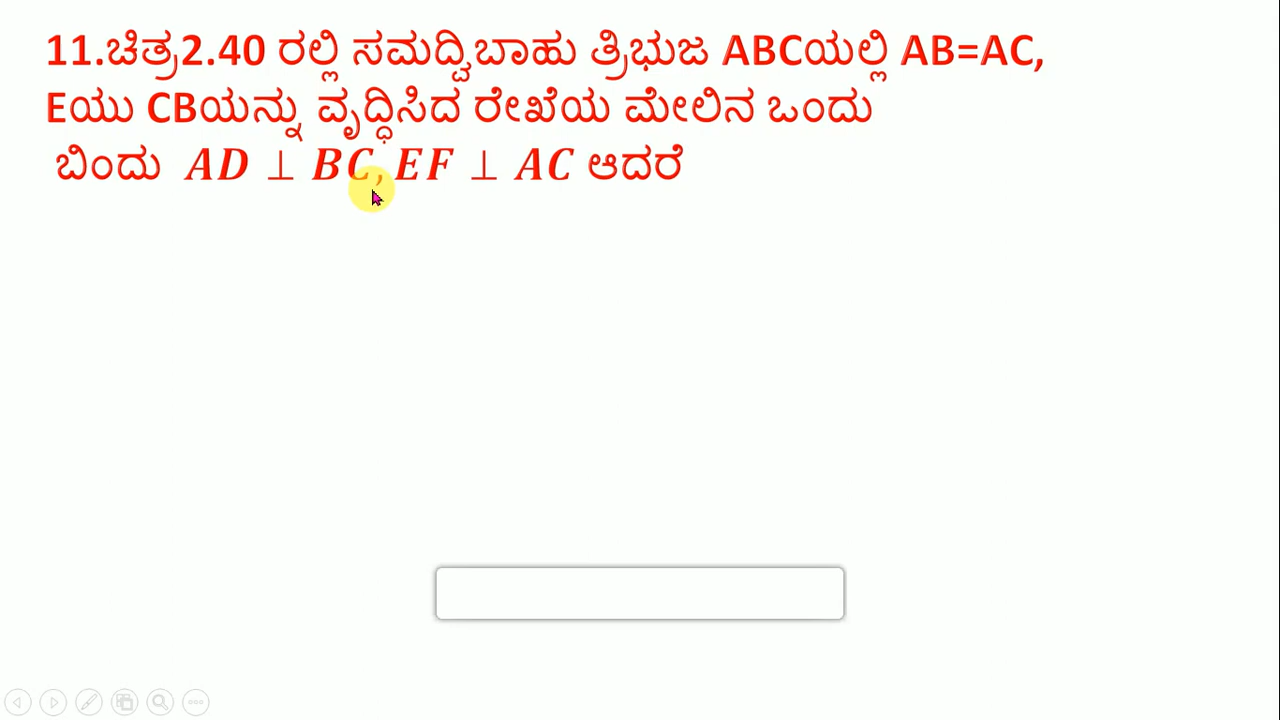 11.ಚಿತ್ರ2.40 ರಲ್ಲಿ ಸಮದ್ವಿಬಾಹು ತ್ರಿಭುಜ ABCಯಲ್ಲಿ AB=AC,
Eಯು CBಯನ್ನು ವೃದ್ಧಿಸಿದ ರೇಖೆಯ ಮೇಲಿನ ಒಂದು
ಬಿಂದು AD ⊥ BC, EF ⊥ AC ಆದರೆ